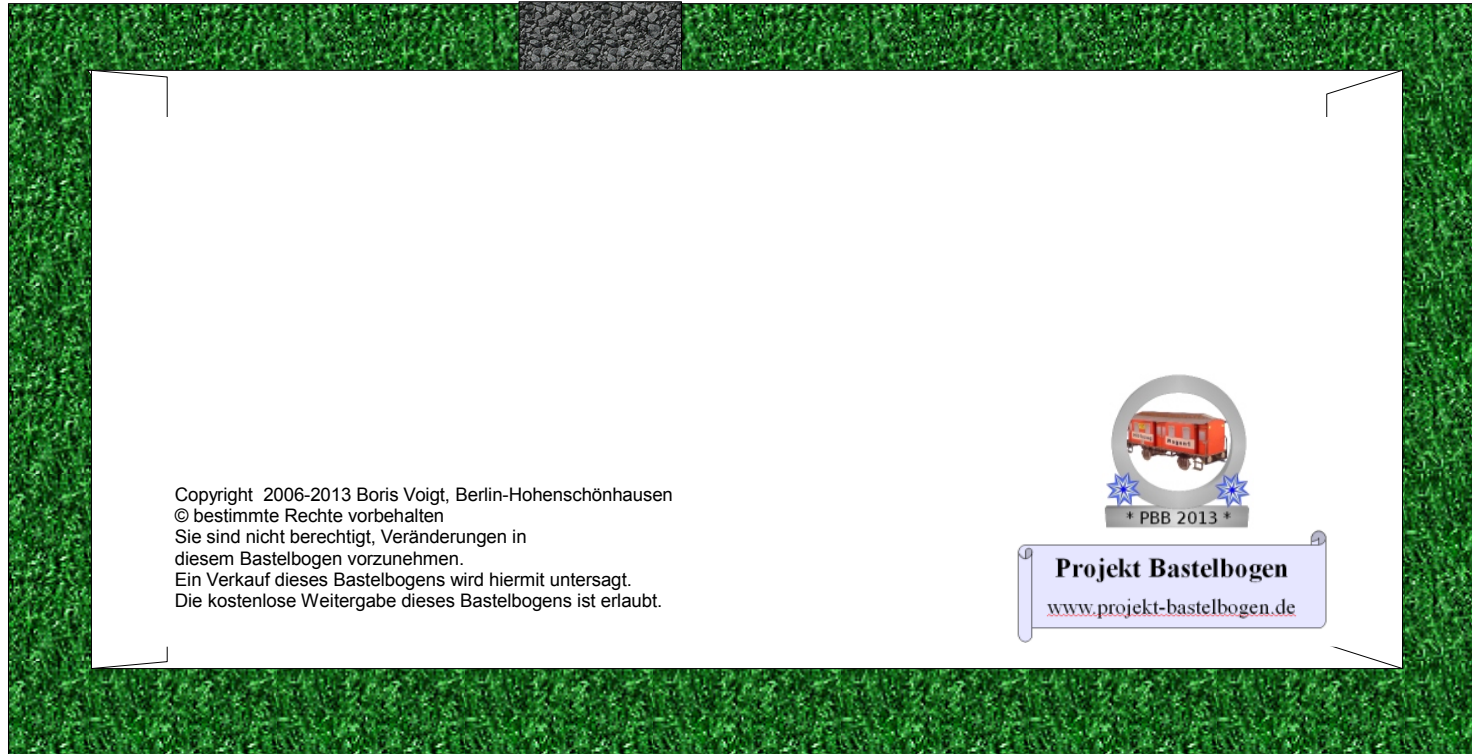 Copyright  2006-2013 Boris Voigt, Berlin-Hohenschönhausen
© bestimmte Rechte vorbehalten
Sie sind nicht berechtigt, Veränderungen in
diesem Bastelbogen vorzunehmen.
Ein Verkauf dieses Bastelbogens wird hiermit untersagt.
Die kostenlose Weitergabe dieses Bastelbogens ist erlaubt.
* PBB 2013 *
Projekt Bastelbogen
www.projekt-bastelbogen.de